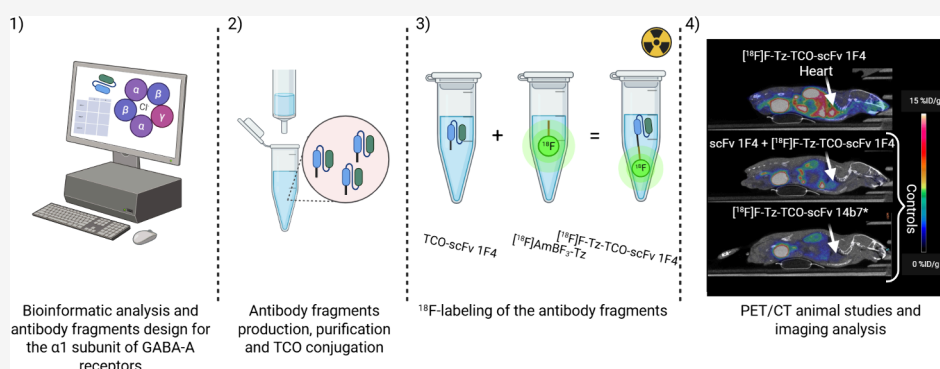 1)
2)
3)
4)
α
β
β
Cl
γ
α
¹⁸F
+
=
¹⁸F
TCO-scFv 1F4
[¹⁸F]AmBF₃-Tz
[¹⁸F]F-Tz-TCO-scFv 1F4
[¹⁸F]F-Tz-TCO-scFv 1F4
Heart
15 %ID/g
scFv 1F4 + [¹⁸F]F-Tz-TCO-scFv 1F4
[¹⁸F]F-Tz-TCO-scFv 14b7*
Controls
0 %ID/g
Bioinformatic analysis and
antibody fragments design for
the α1 subunit of GABA-A
receptors
Antibody fragments
production, purification
and TCO conjugation
¹⁸F-labeling of the antibody fragments
PET/CT animal studies and
imaging analysis